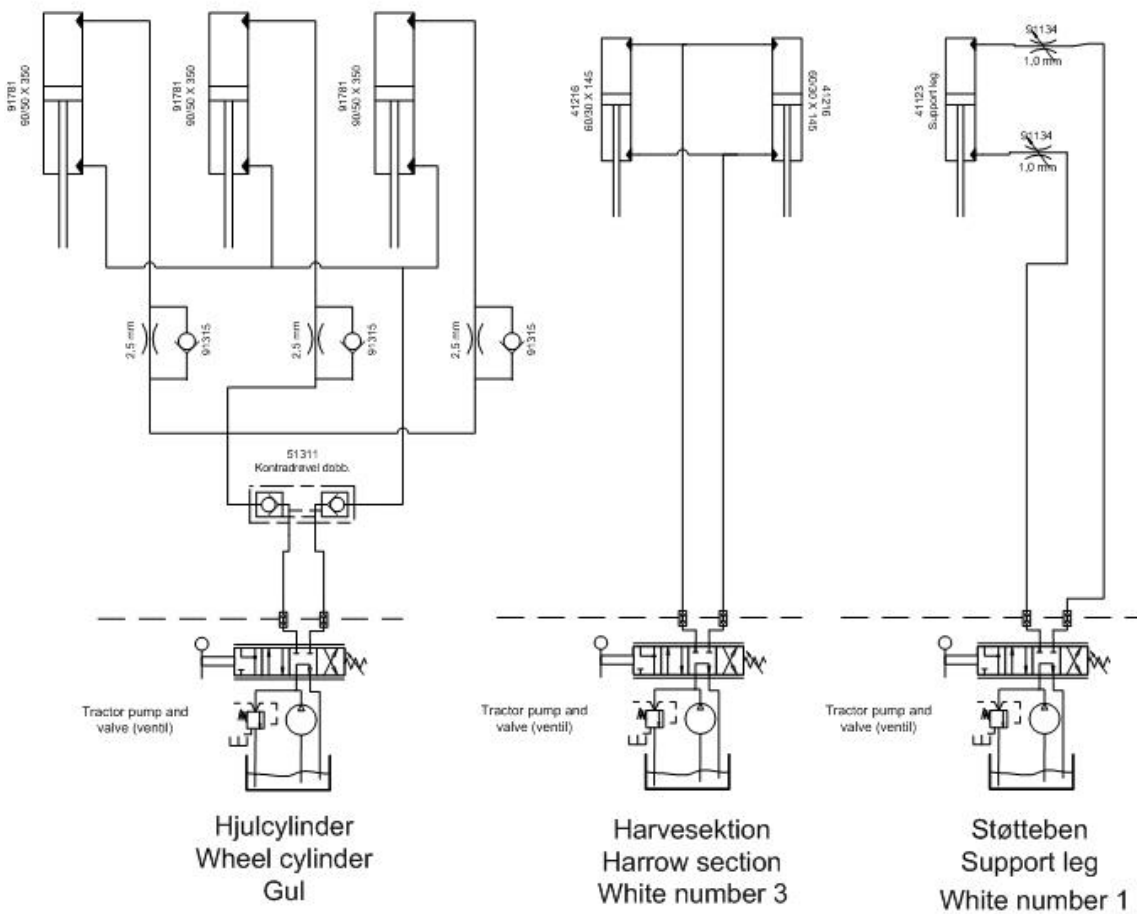 91781
90/50 X 350
91781
90/50 X 350
91781
90/50 X 350
2,5 mm
91315
2,5 mm
91315
2,5 mm
91315
51311
Kontradrøvel dobb.
Tractor pump and
valve (ventil)
Hjulcylinder
Wheel cylinder
Gul
41216
60/30 X 145
41216
60/30 X 145
Tractor pump and
valve (ventil)
Harvesektion
Harrow section
White number 3
41123
Support leg
91134
1,0 mm
91134
1,0 mm
Tractor pump and
valve (ventil)
Støtteben
Support leg
White number 1